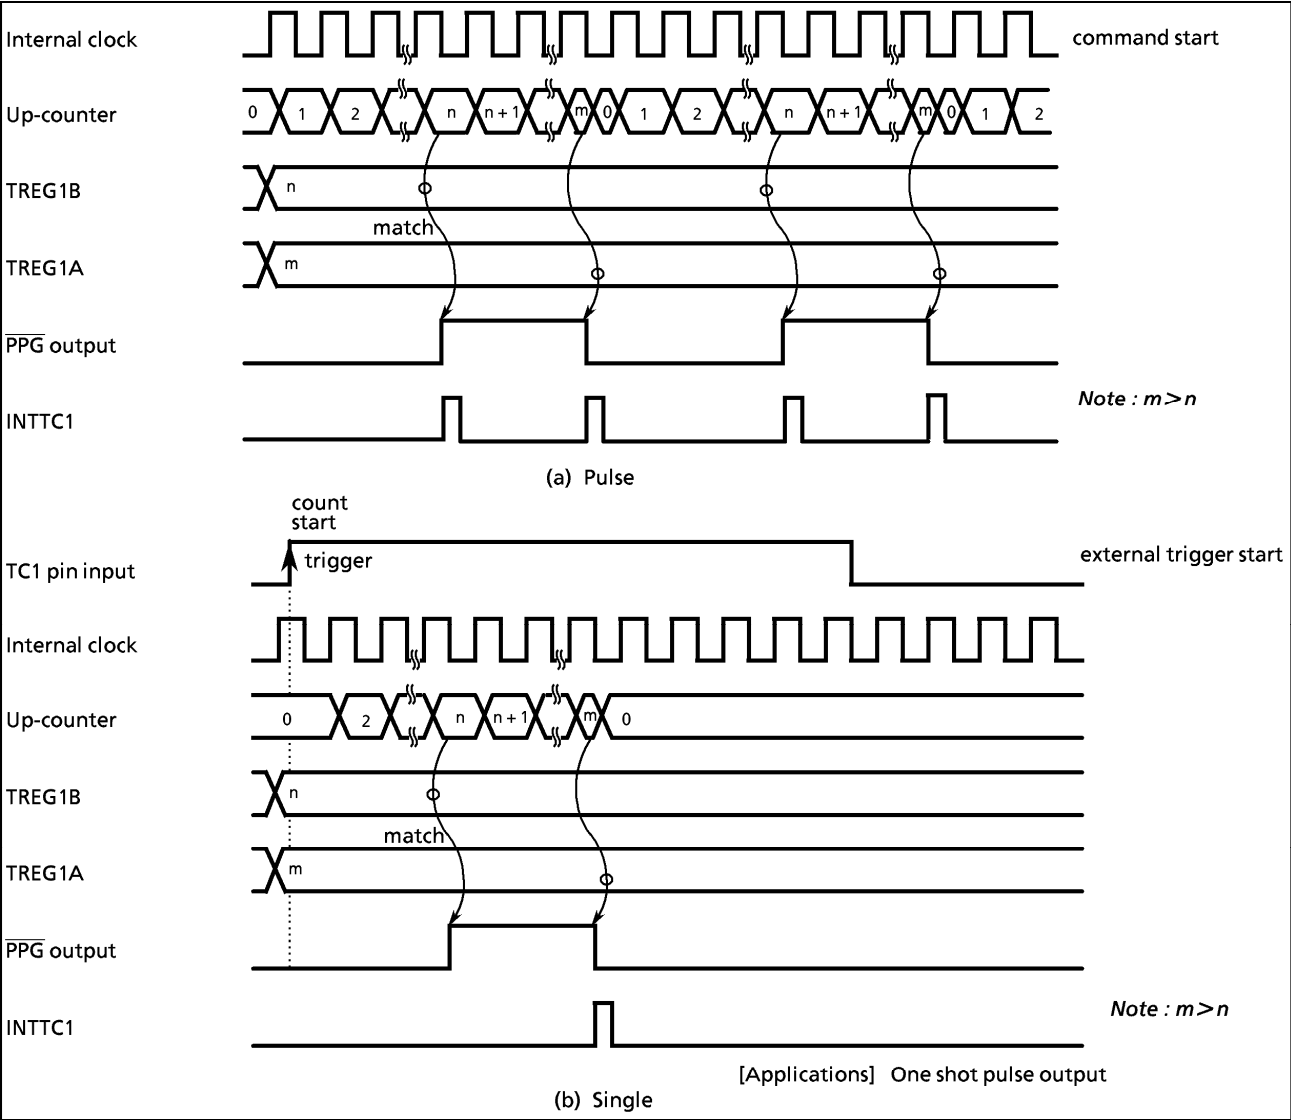 Internal clock
command start
Up-counter
0 1 2 n n + 1 m 0 1 2 n n + 1 m 0 1 2
TREG1B
n
match
TREG1A
m
PPG output
INTTC1
Note : m>n
(a) Pulse
count
start
trigger
TC1 pin input
external trigger start
Internal clock
Up-counter
0 2 n n + 1 m 0
TREG1B
n
match
TREG1A
m
PPG output
INTTC1
Note : m>n
[Applications] One shot pulse output
(b) Single